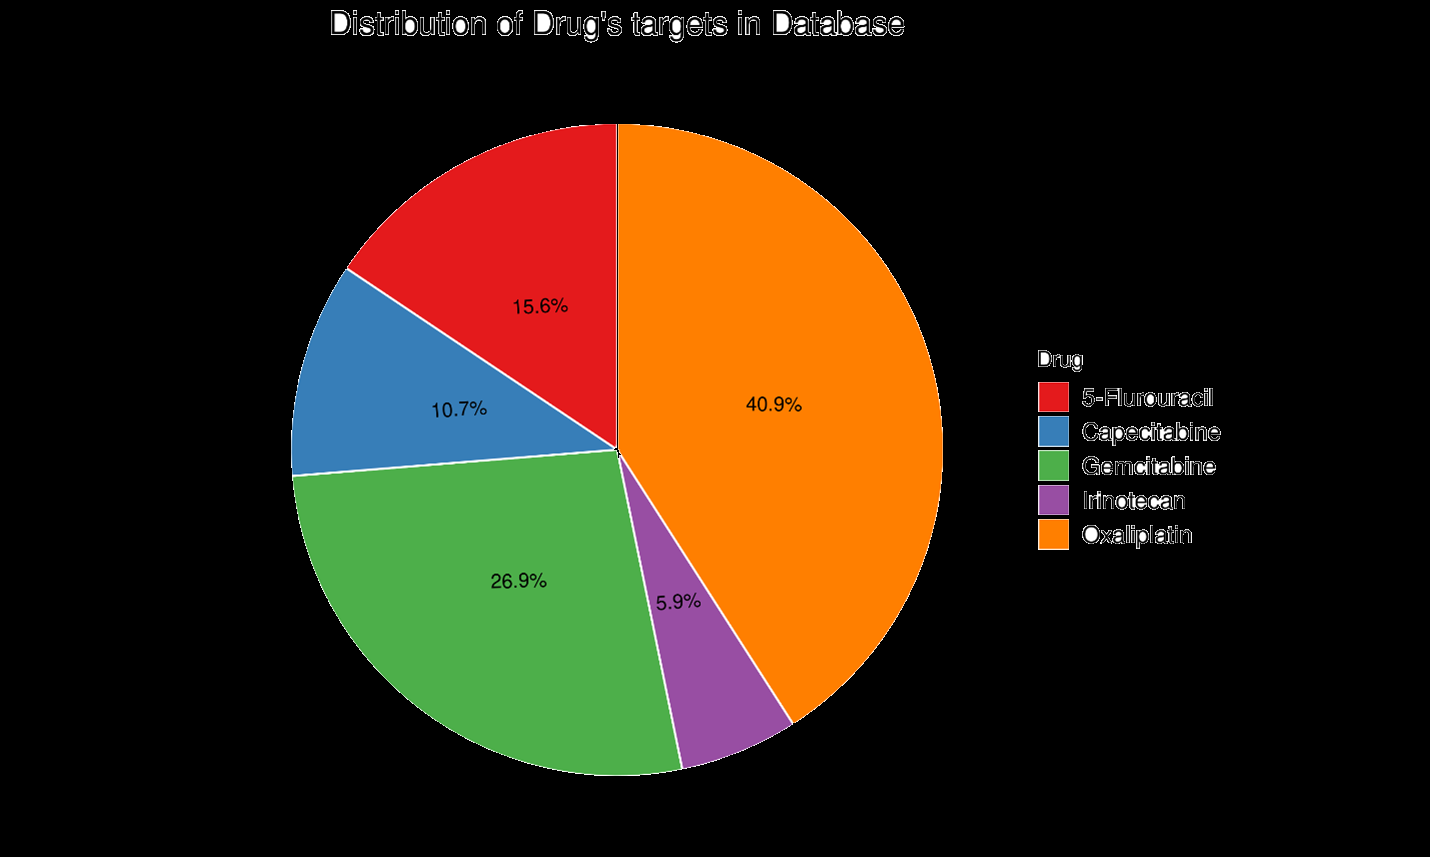 Distribution of Drug's targets in Database
15.6%
40.9%
10.7%
26.9%
5.9%
Drug
5-Flurouracil
Capecitabine
Gemcitabine
Irinotecan
Oxaliplatin